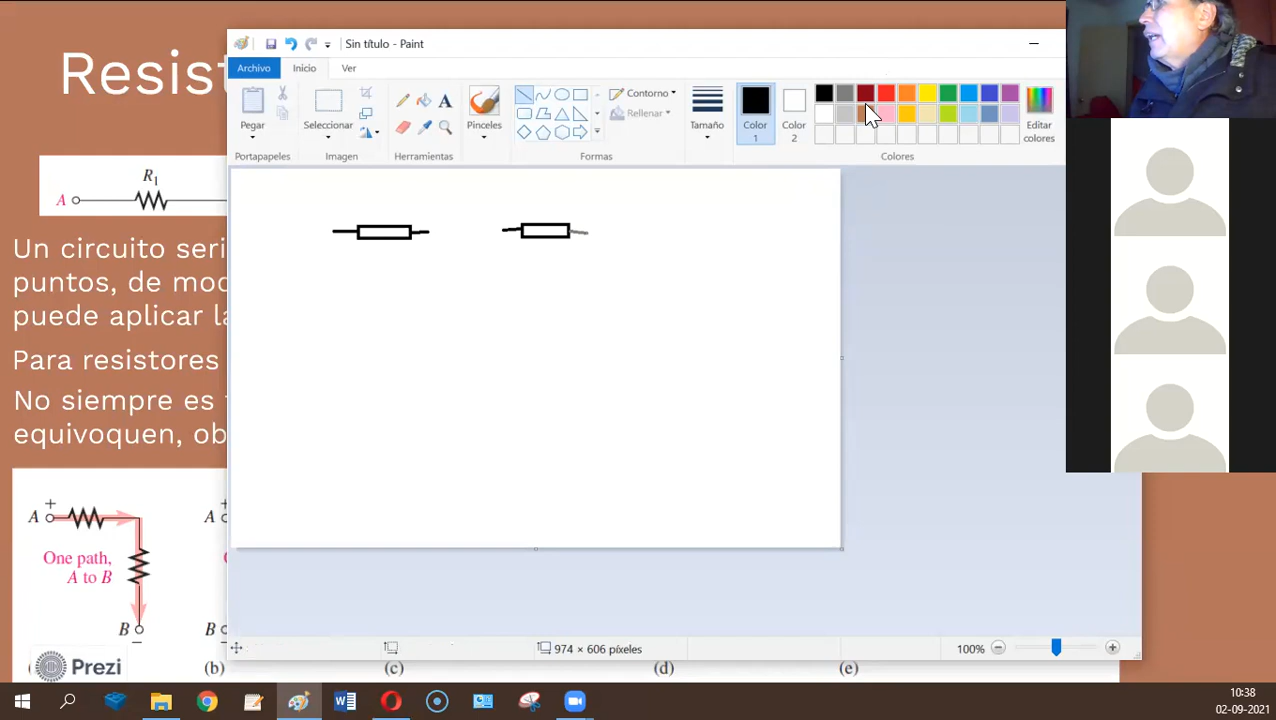 Resist
Sin título - Paint
Archivo
Inicio
Ver
Pegar
Seleccionar
Pinceles
Contorno
Rellenar
Tamaño
Color 1
Color 2
Editar colores
Portapapeles
Imagen
Herramientas
Formas
Colores
A
R1
Un circuito seri
puntos, de mod
puede aplicar la
Para resistores
No siempre es
equivoquen, ob
+
A
One path,
A to B
B
−
A
B
Prezi
(b)
(c)
(d)
(e)
974 × 606 píxeles
100%
10:38
02-09-2021